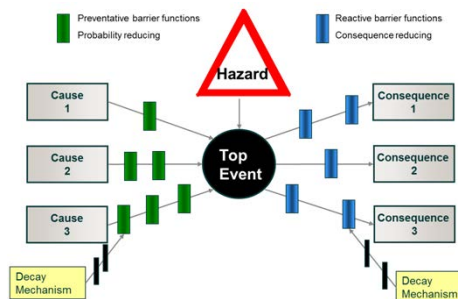 Preventative barrier functions
Probability reducing
Reactive barrier functions
Consequence reducing
Hazard
Cause
1
Consequence
1
Cause
2
Top
Event
Consequence
2
Cause
3
Consequence
3
Decay
Mechanism
Decay
Mechanism